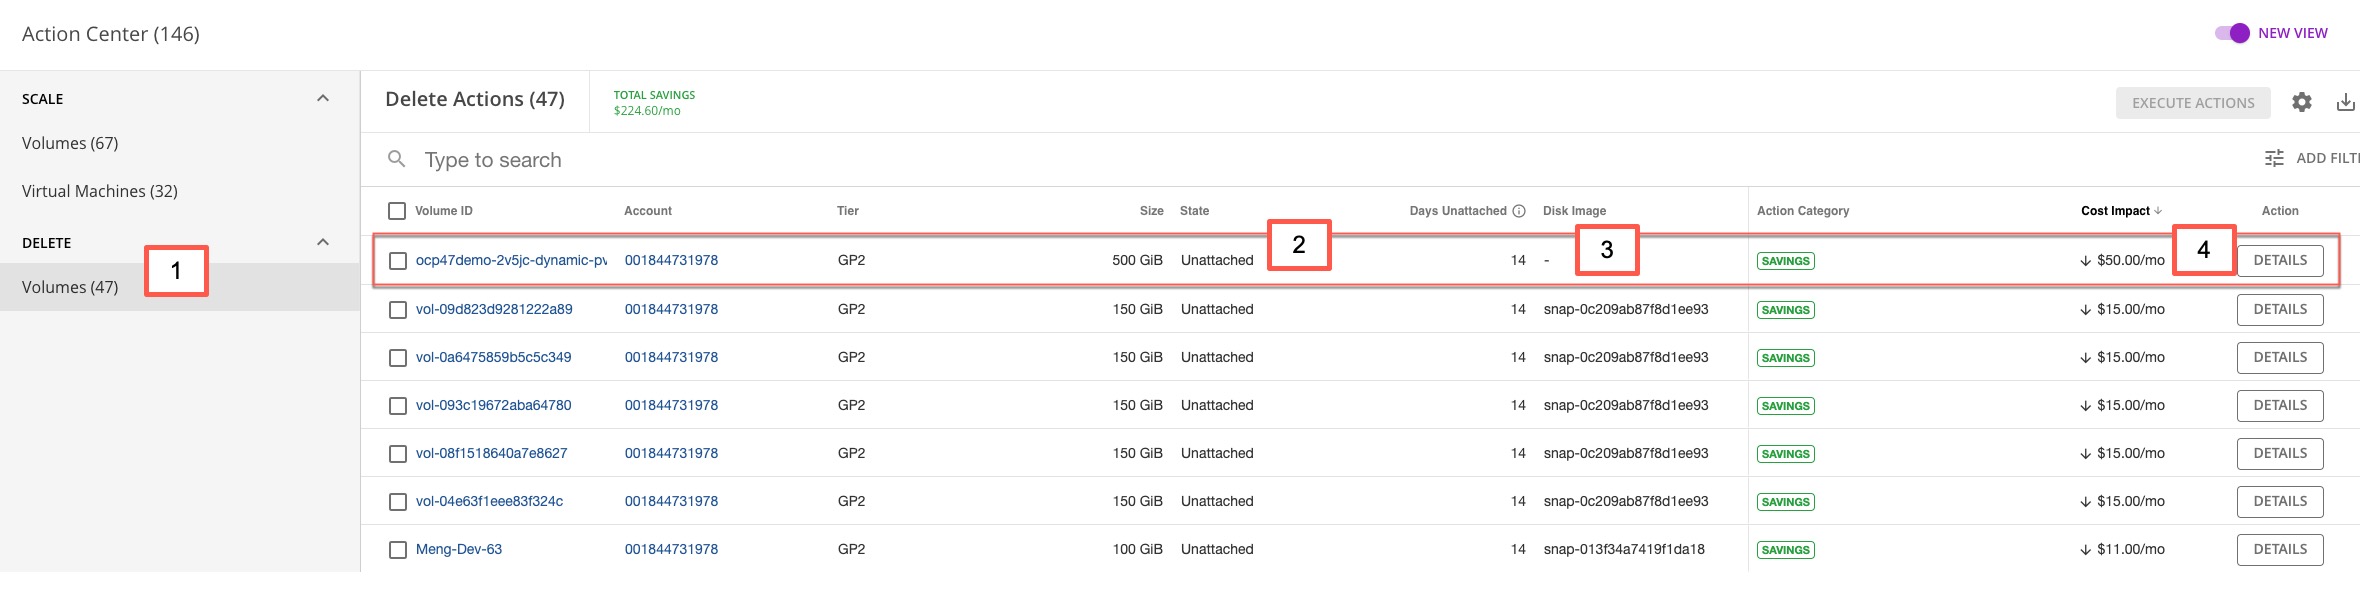 Action Center (146)
NEW VIEW
SCALE
Volumes (67)
Virtual Machines (32)
DELETE
1
Volumes (47)
Delete Actions (47)
TOTAL SAVINGS
$224.60/mo
EXECUTE ACTIONS
Type to search
ADD FILT
Volume ID Account Tier Size State Days Unattached Disk Image Action Category Cost Impact Action
2 3 4
ocp47demo-2v5jc-dynamic-pv 001844731978 GP2 500 GiB Unattached 14 - SAVINGS $50.00/mo DETAILS
vol-09d823d9281222a89 001844731978 GP2 150 GiB Unattached 14 snap-0c209ab87f8d1ee93 SAVINGS $15.00/mo DETAILS
vol-0a6475859b5c5c349 001844731978 GP2 150 GiB Unattached 14 snap-0c209ab87f8d1ee93 SAVINGS $15.00/mo DETAILS
vol-093c19672aba64780 001844731978 GP2 150 GiB Unattached 14 snap-0c209ab87f8d1ee93 SAVINGS $15.00/mo DETAILS
vol-08f1518640a7e8627 001844731978 GP2 150 GiB Unattached 14 snap-0c209ab87f8d1ee93 SAVINGS $15.00/mo DETAILS
vol-04e63f1eee83f324c 001844731978 GP2 150 GiB Unattached 14 snap-0c209ab87f8d1ee93 SAVINGS $15.00/mo DETAILS
Meng-Dev-63 001844731978 GP2 100 GiB Unattached 14 snap-013f34a7419f1da18 SAVINGS $11.00/mo DETAILS